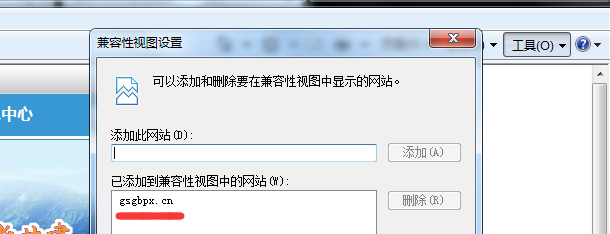 兼容性视图设置
工具(O)
可以添加和删除要在兼容性视图中显示的网站。
中心
添加此网站(D):
添加(A)
已添加到兼容性视图中的网站(W):
gsgbpx.cn
删除(R)